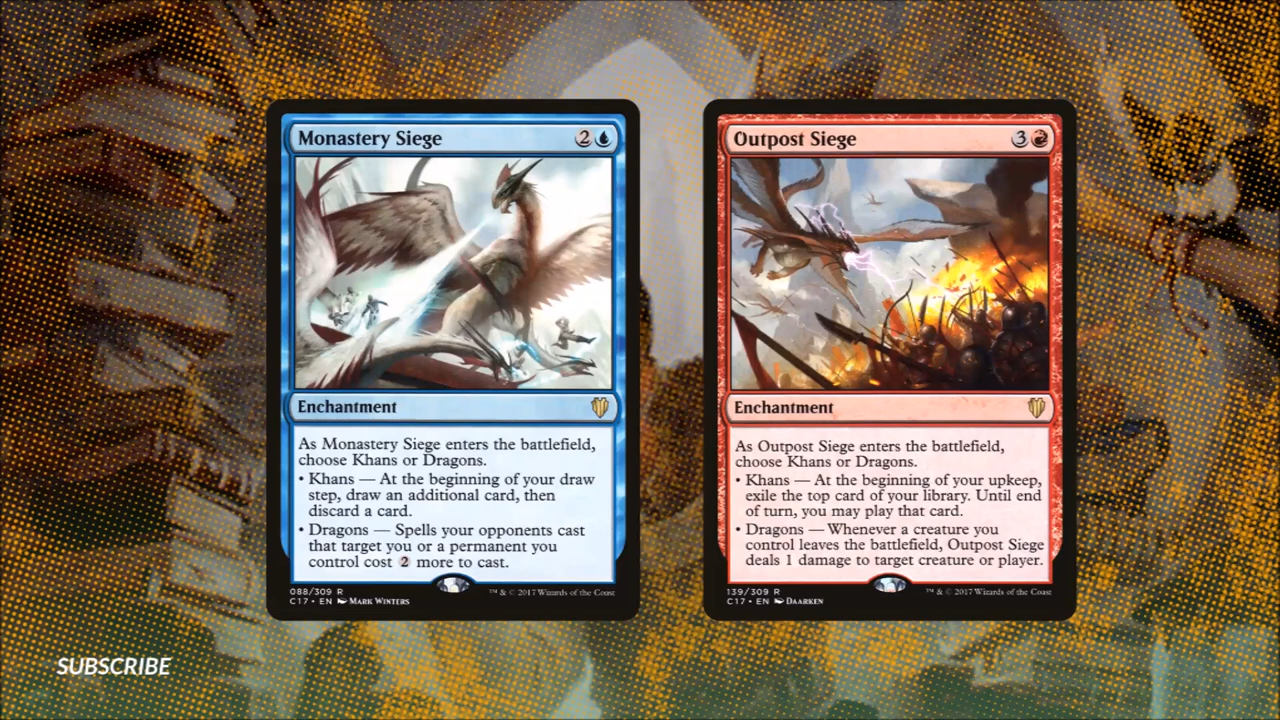 Monastery Siege 2
As Monastery Siege enters the battlefield,
choose Khans or Dragons.
• Khans — At the beginning of your draw
step, draw an additional card, then
discard a card.
• Dragons — Spells your opponents cast
that target you or a permanent you
control cost 2 more to cast.
Enchantment
088/309 R
C17 • EN Mark Winters
™ & © 2017 Wizards of the Coast
Outpost Siege 3
Enchantment
As Outpost Siege enters the battlefield,
choose Khans or Dragons.
• Khans — At the beginning of your upkeep,
exile the top card of your library. Until end
of turn, you may play that card.
• Dragons — Whenever a creature you
control leaves the battlefield, Outpost Siege
deals 1 damage to target creature or player.
139/309 R
C17 • EN Daarken
™ & © 2017 Wizards of the Coast
SUBSCRIBE